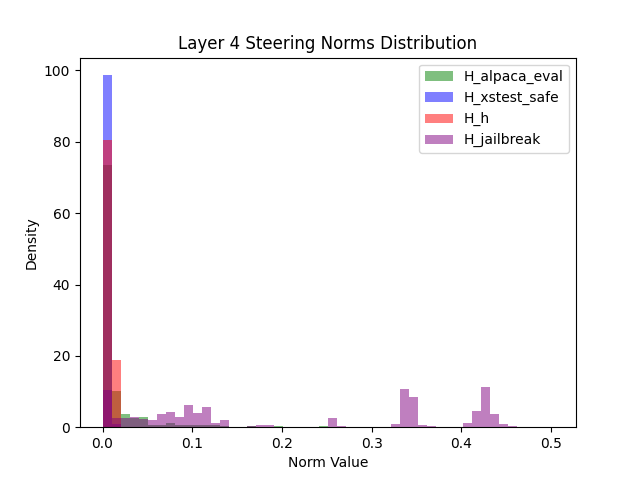 Layer 4 Steering Norms Distribution
H_alpaca_eval
H_xstest_safe
H_h
H_jailbreak
Density
100
80
60
40
20
0
0.0 0.1 0.2 0.3 0.4 0.5
Norm Value